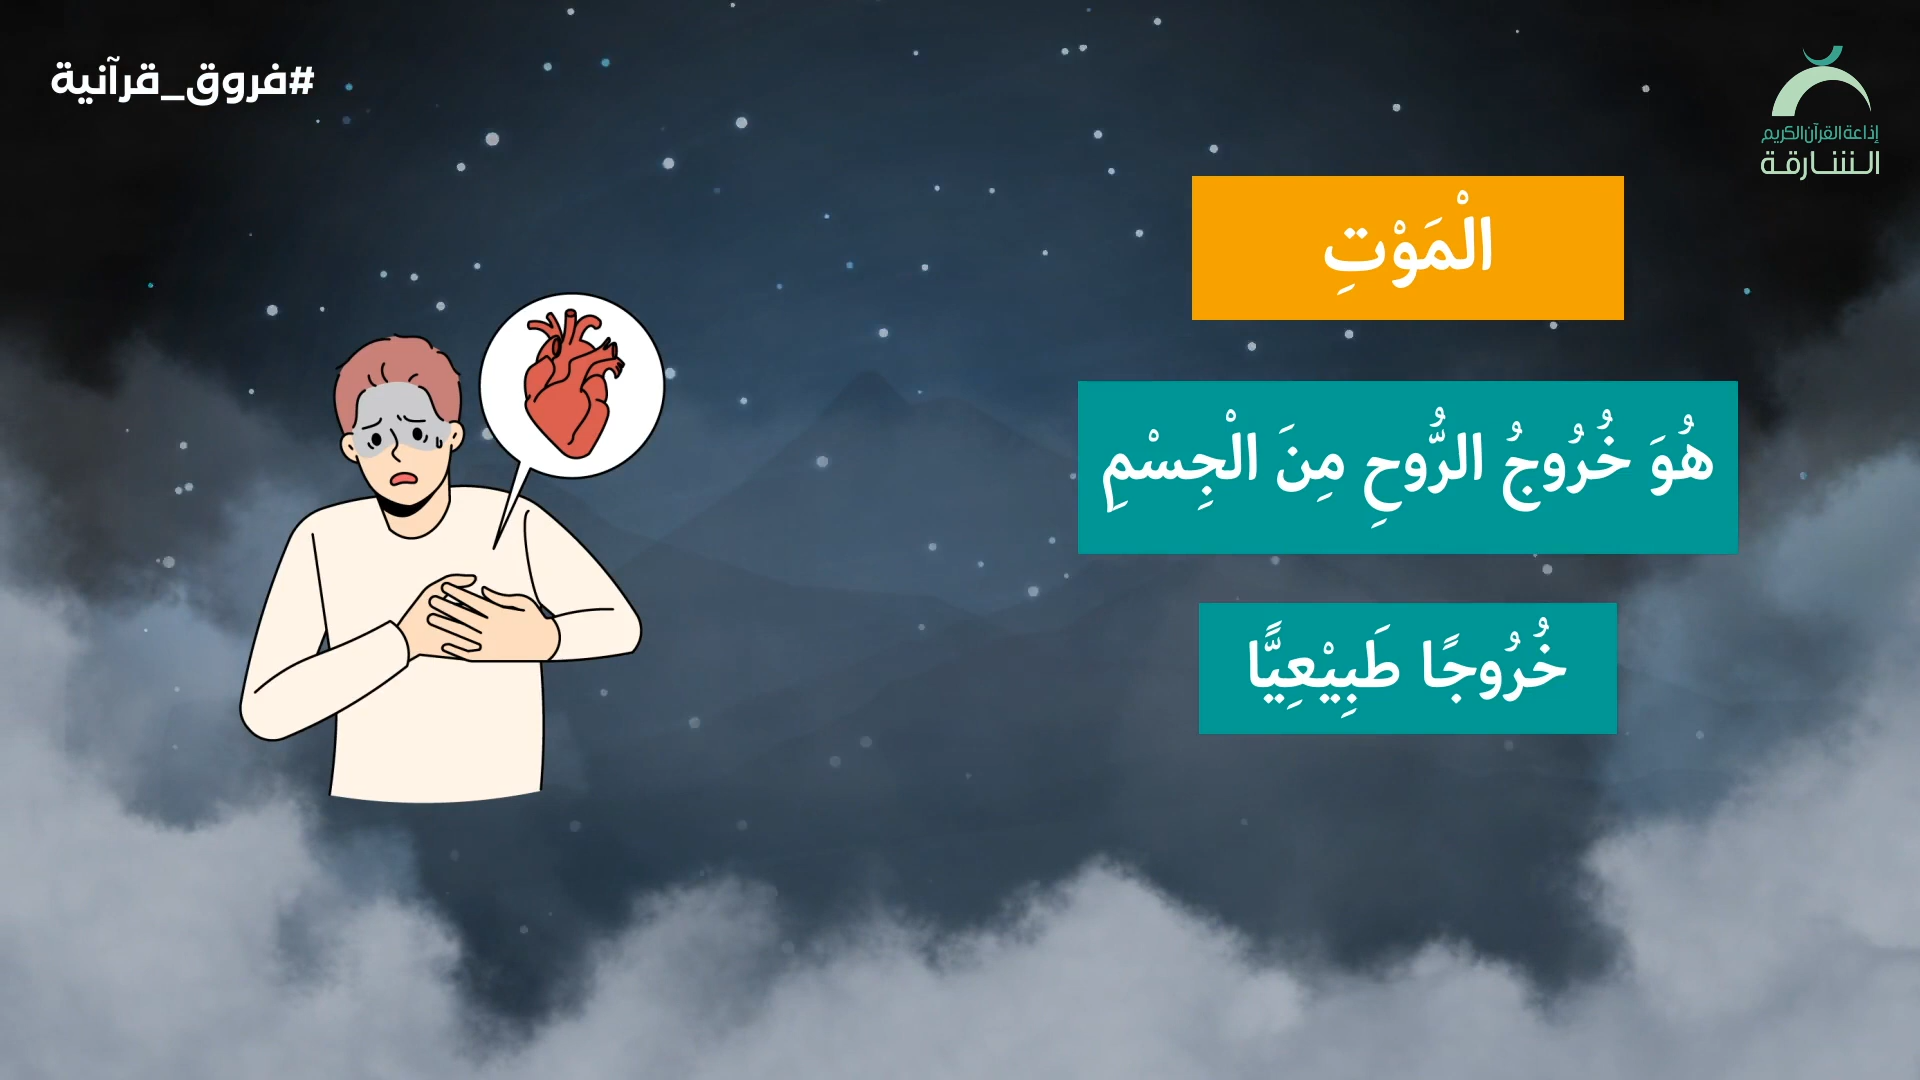 #فروق_قرآنية
إذاعة القرآن الكريم
الشارقة
الْمَوْتِ
هُوَ خُرُوجُ الرُّوحِ مِنَ الْجِسْمِ
خُرُوجًا طَبِيْعِيًّا